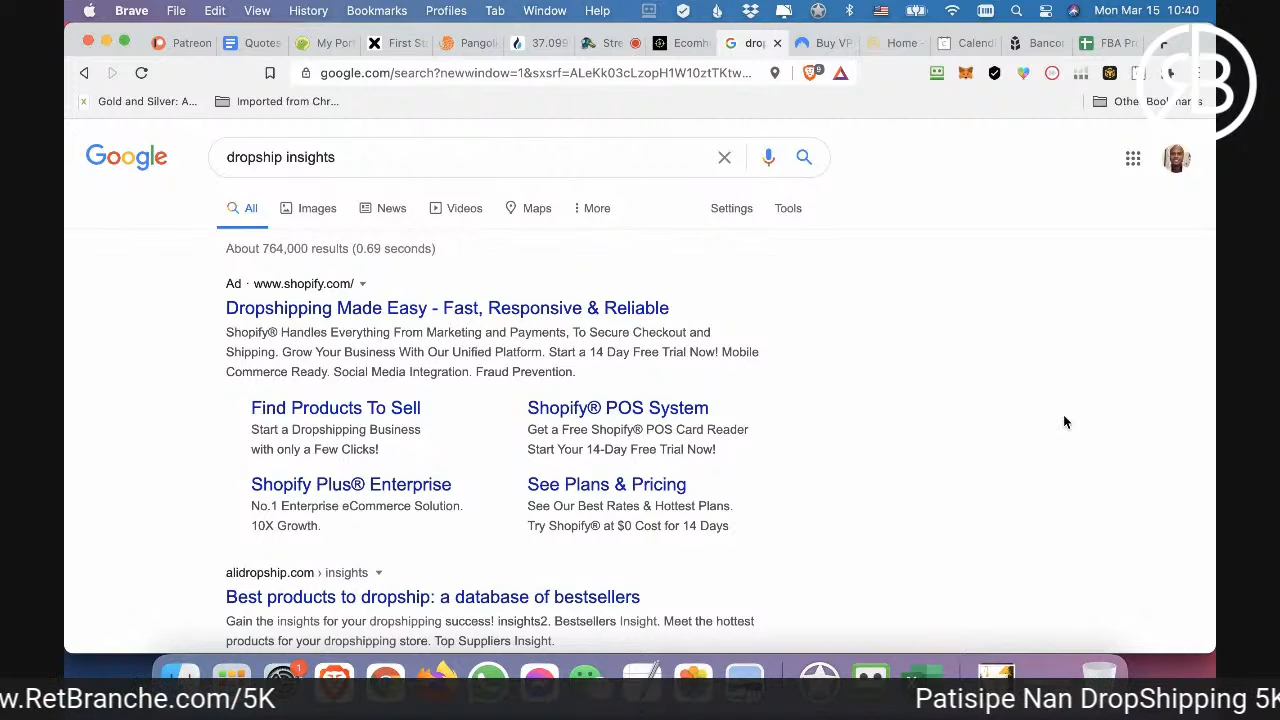 Brave File Edit View History Bookmarks Profiles Tab Window Help Mon Mar 15 10:40
Patreon Quotes My Por First St Pangoli 37.099 Stre Ecomh drop Buy VP Home - Calend Banco FBA Pro
google.com/search?newwindow=1&sxsrf=ALeKk03cLzopH1W10ztTKtw... 9
Gold and Silver: A... Imported from Chr... Other Bookmarks
RB
Google dropship insights
All Images News Videos Maps More Settings Tools
About 764,000 results (0.69 seconds)
Ad · www.shopify.com/
Dropshipping Made Easy - Fast, Responsive & Reliable
Shopify® Handles Everything From Marketing and Payments, To Secure Checkout and
Shipping. Grow Your Business With Our Unified Platform. Start a 14 Day Free Trial Now! Mobile
Commerce Ready. Social Media Integration. Fraud Prevention.
Find Products To Sell
Start a Dropshipping Business
with only a Few Clicks!
Shopify® POS System
Get a Free Shopify® POS Card Reader
Start Your 14-Day Free Trial Now!
Shopify Plus® Enterprise
No.1 Enterprise eCommerce Solution.
10X Growth.
See Plans & Pricing
See Our Best Rates & Hottest Plans.
Try Shopify® at $0 Cost for 14 Days
alidropship.com › insights
Best products to dropship: a database of bestsellers
Gain the insights for your dropshipping success! insights2. Bestsellers Insight. Meet the hottest
products for your dropshipping store. Top Suppliers Insight.
1
w.RetBranche.com/5K Patisipe Nan DropShipping 5K